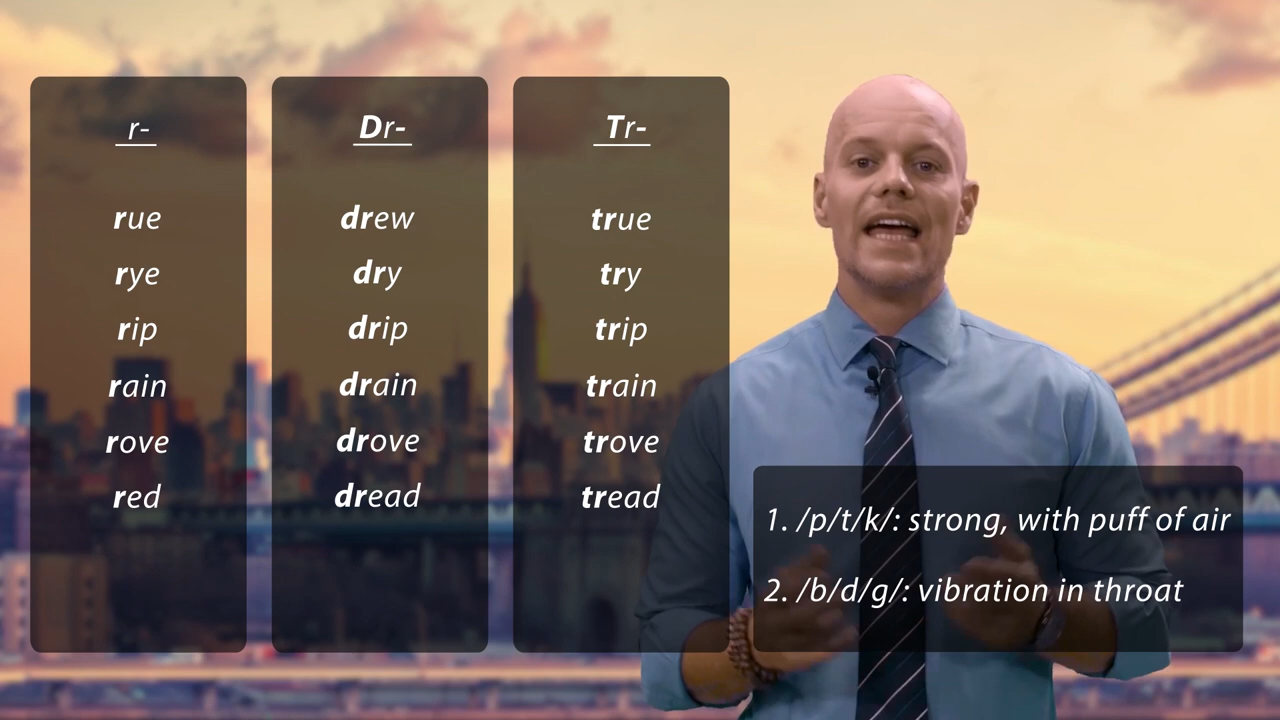 r-
rue
rye
rip
rain
rove
red
Dr-
drew
dry
drip
drain
drove
dread
Tr-
true
try
trip
train
trove
tread
1. /p/t/k/: strong, with puff of air
2. /b/d/g/: vibration in throat